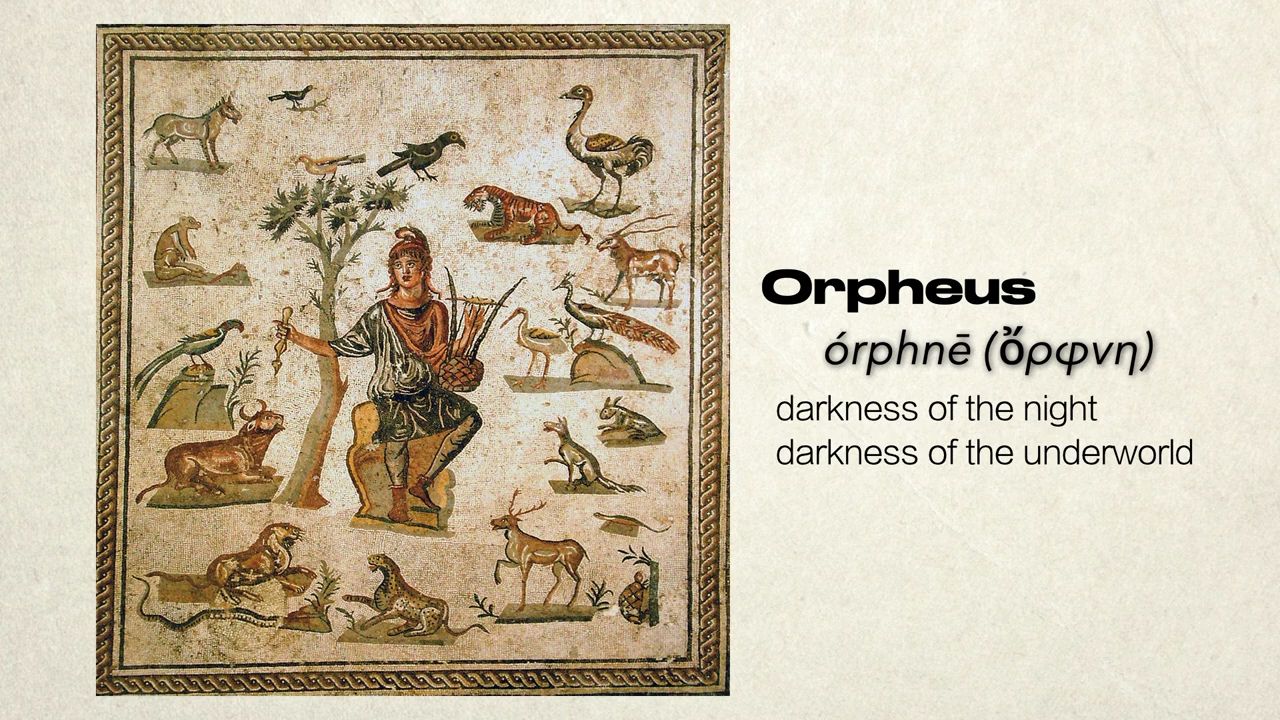 Orpheus
órphnē (ὄρφνη)
darkness of the night
darkness of the underworld